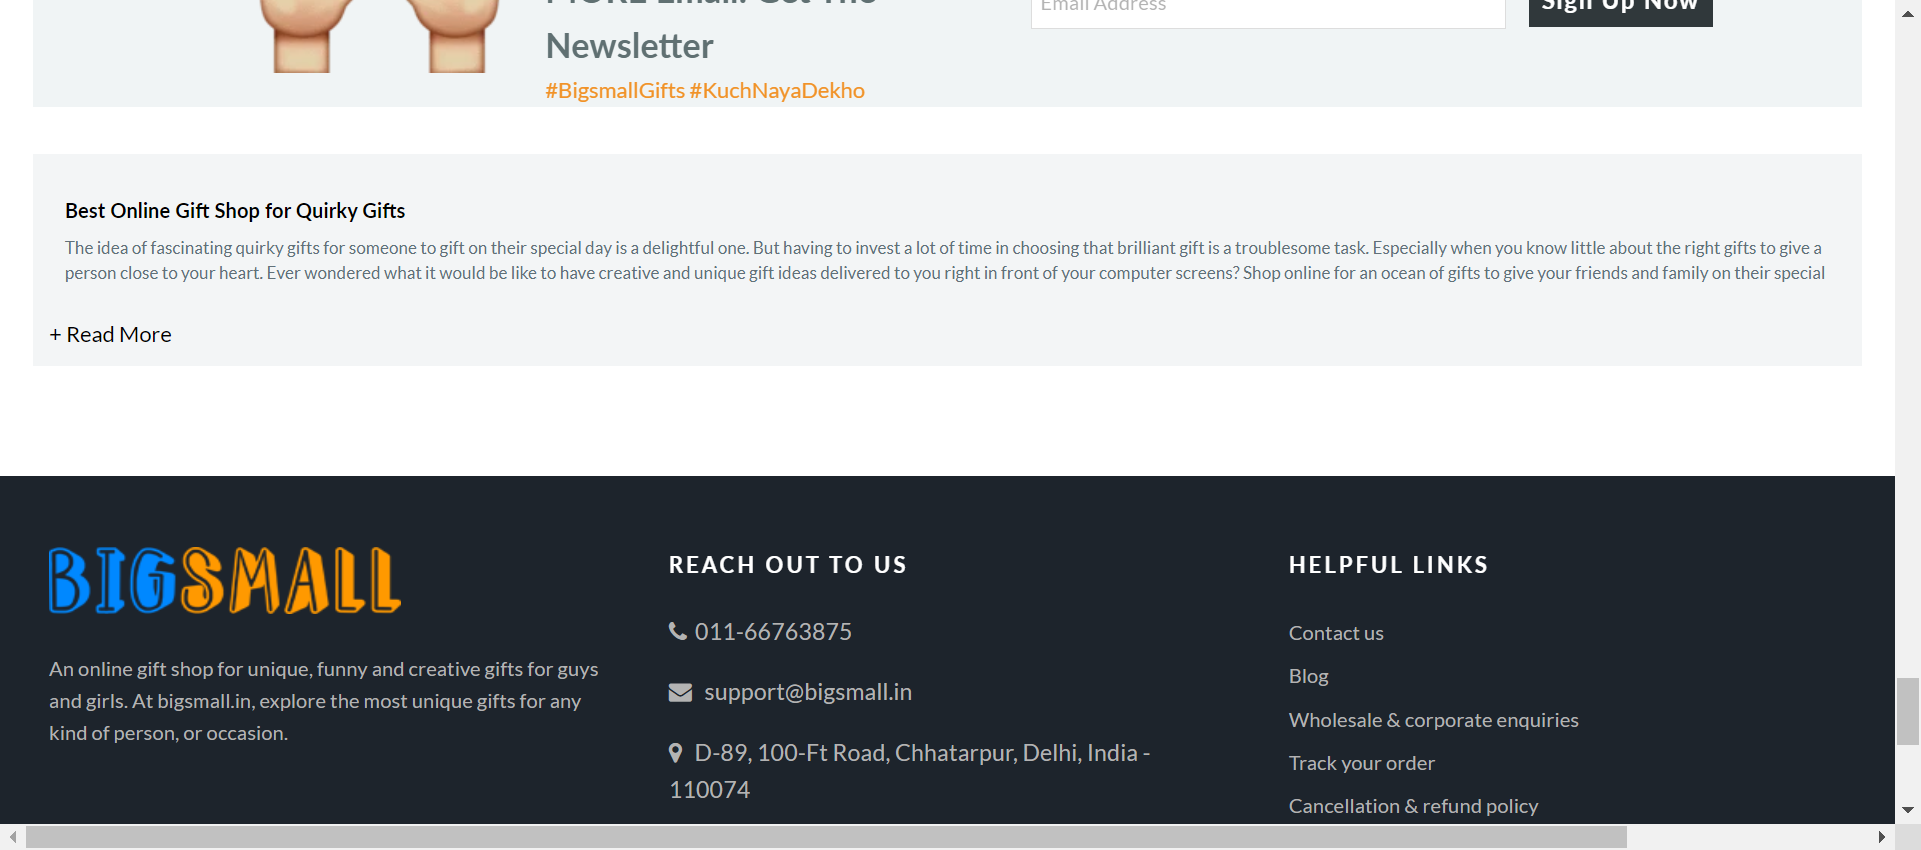 MORE Email. Get The
Newsletter
#BigsmallGifts #KuchNayaDekho
Email Address
Sign Up Now
Best Online Gift Shop for Quirky Gifts
The idea of fascinating quirky gifts for someone to gift on their special day is a delightful one. But having to invest a lot of time in choosing that brilliant gift is a troublesome task. Especially when you know little about the right gifts to give a
person close to your heart. Ever wondered what it would be like to have creative and unique gift ideas delivered to you right in front of your computer screens? Shop online for an ocean of gifts to give your friends and family on their special
+ Read More
BIGSMALL
An online gift shop for unique, funny and creative gifts for guys
and girls. At bigsmall.in, explore the most unique gifts for any
kind of person, or occasion.
REACH OUT TO US
011-66763875
support@bigsmall.in
D-89, 100-Ft Road, Chhatarpur, Delhi, India -
110074
HELPFUL LINKS
Contact us
Blog
Wholesale & corporate enquiries
Track your order
Cancellation & refund policy